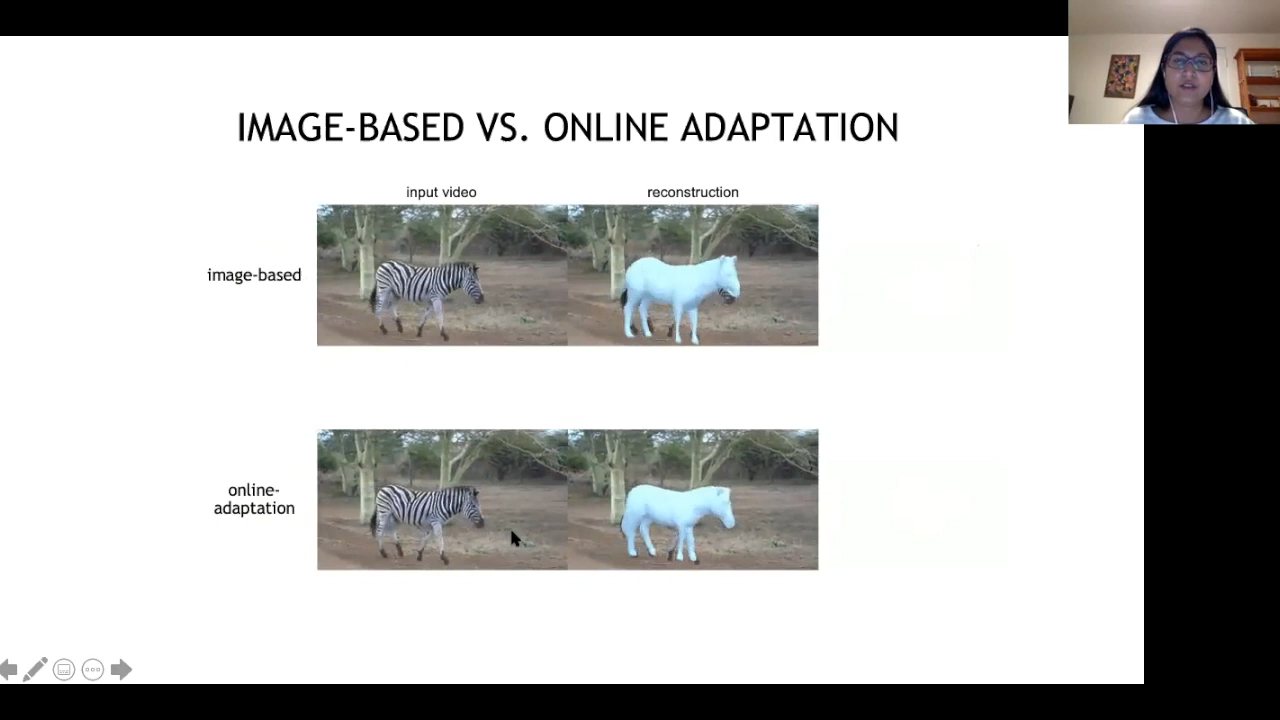 IMAGE-BASED VS. ONLINE ADAPTATION
input video
reconstruction
image-based
online-
adaptation